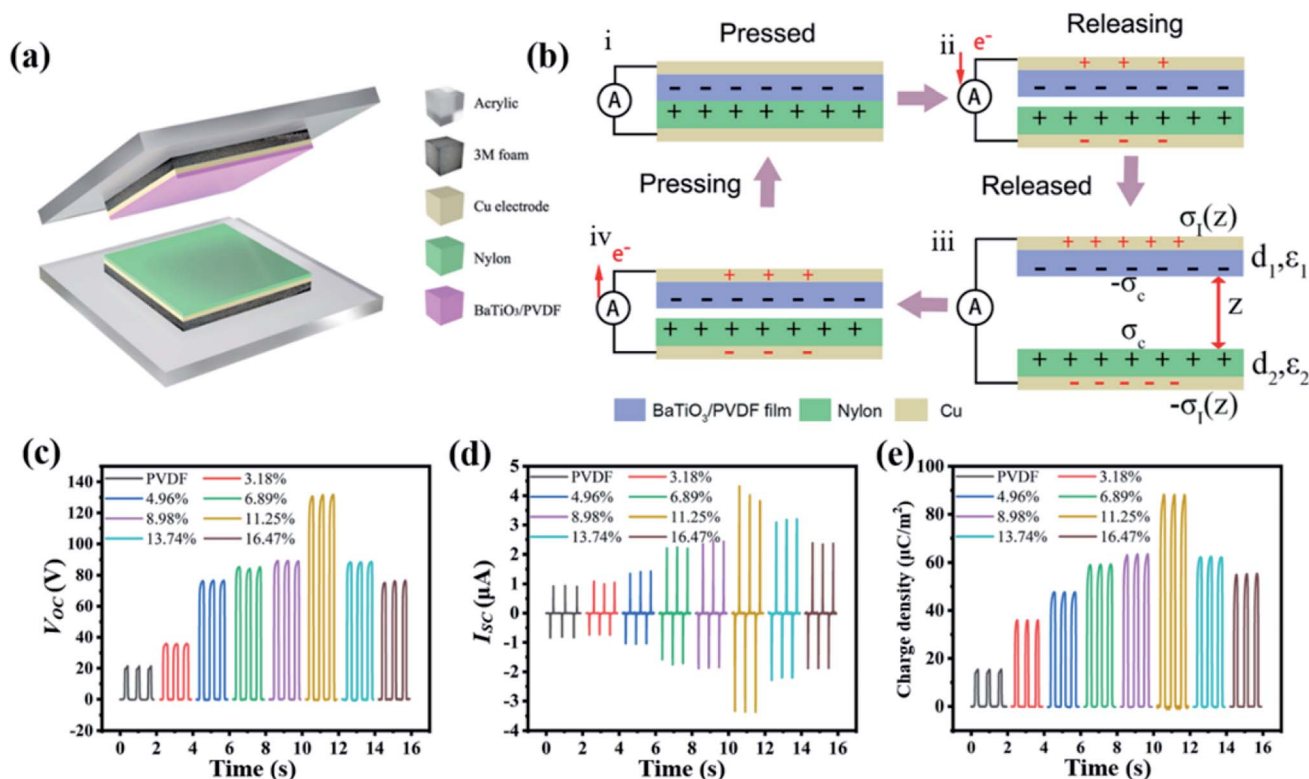 (a)
Acrylic
3M foam
Cu electrode
Nylon
BaTiO3/PVDF
(b)
i
Pressed
A
ii
e-
Releasing
A
- - - - - - -
+ + + + + + +
+ + +
- - - - - - -
+ + + + + + +
- - -
Pressing
Released
iv
e-
A
+ + +
- - - - - - -
+ + + + + + +
- - -
iii
A
σI(z)
+ + + + +
d1,ε1
- - - - - - -
-σc
z
σc
+ + + + + + +
d2,ε2
- - - - -
-σI(z)
BaTiO3/PVDF film
Nylon
Cu
(c)
PVDF 3.18%
4.96% 6.89%
8.98% 11.25%
13.74% 16.47%
140
120
100
80
60
40
20
0
-20
VOC (V)
0 2 4 6 8 10 12 14 16
Time (s)
(d)
PVDF 3.18%
4.96% 6.89%
8.98% 11.25%
13.74% 16.47%
5
4
3
2
1
0
-1
-2
-3
-4
ISC (μA)
0 2 4 6 8 10 12 14 16
Time (s)
(e)
PVDF 3.18%
4.96% 6.89%
8.98% 11.25%
13.74% 16.47%
100
80
60
40
20
0
Charge density (μC/m2)
0 2 4 6 8 10 12 14 16
Time (s)